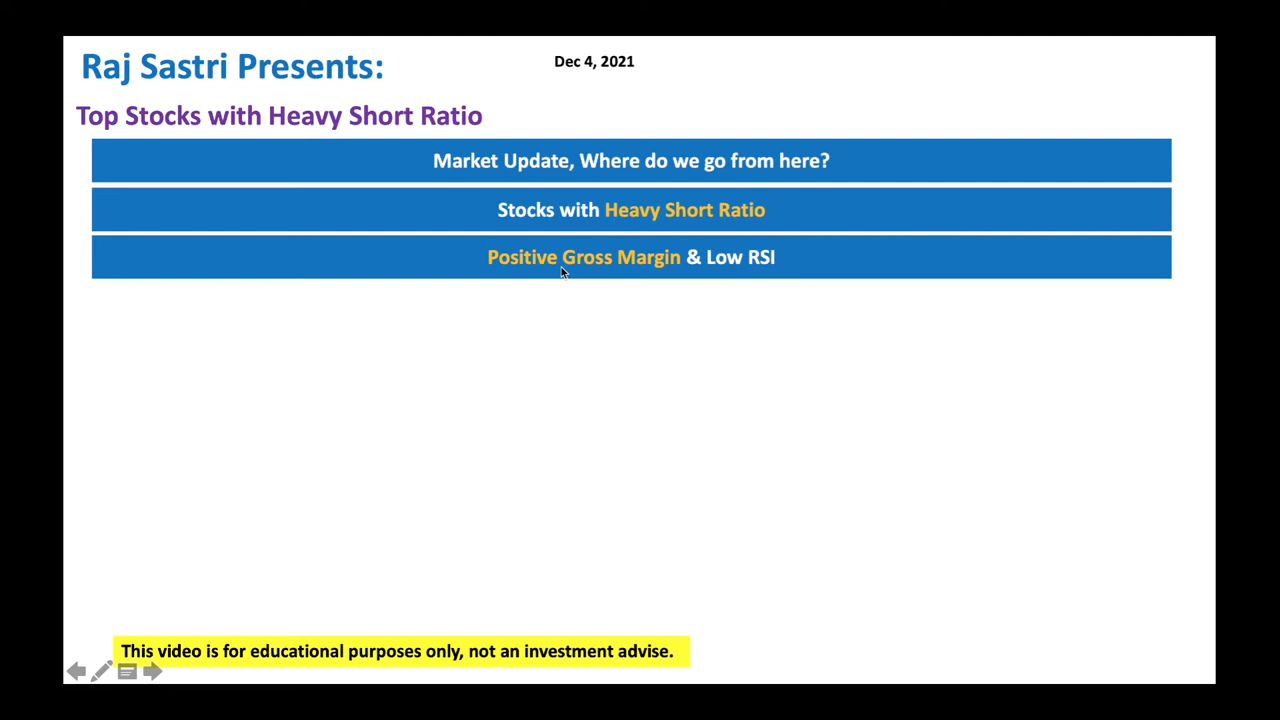 Raj Sastri Presents:
Dec 4, 2021
Top Stocks with Heavy Short Ratio
Market Update, Where do we go from here?
Stocks with Heavy Short Ratio
Positive Gross Margin & Low RSI
This video is for educational purposes only, not an investment advise.